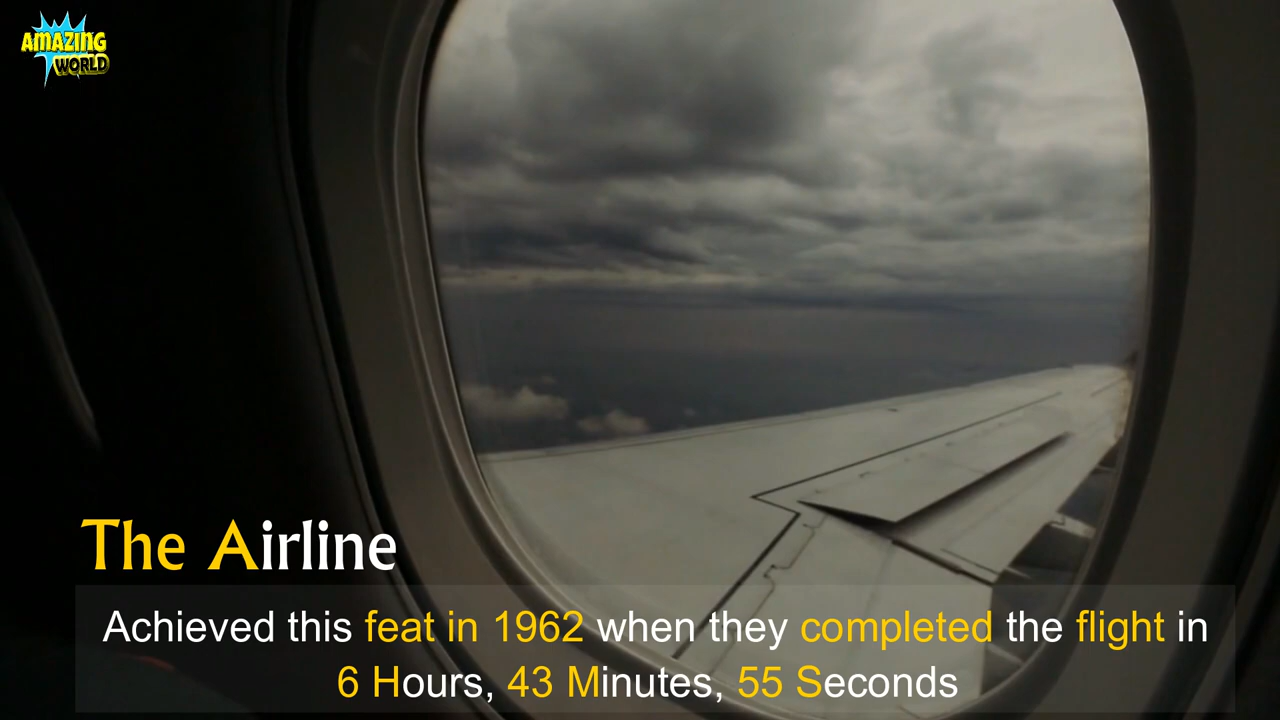 AMAZING
WORLD
The Airline
Achieved this feat in 1962 when they completed the flight in
6 Hours, 43 Minutes, 55 Seconds